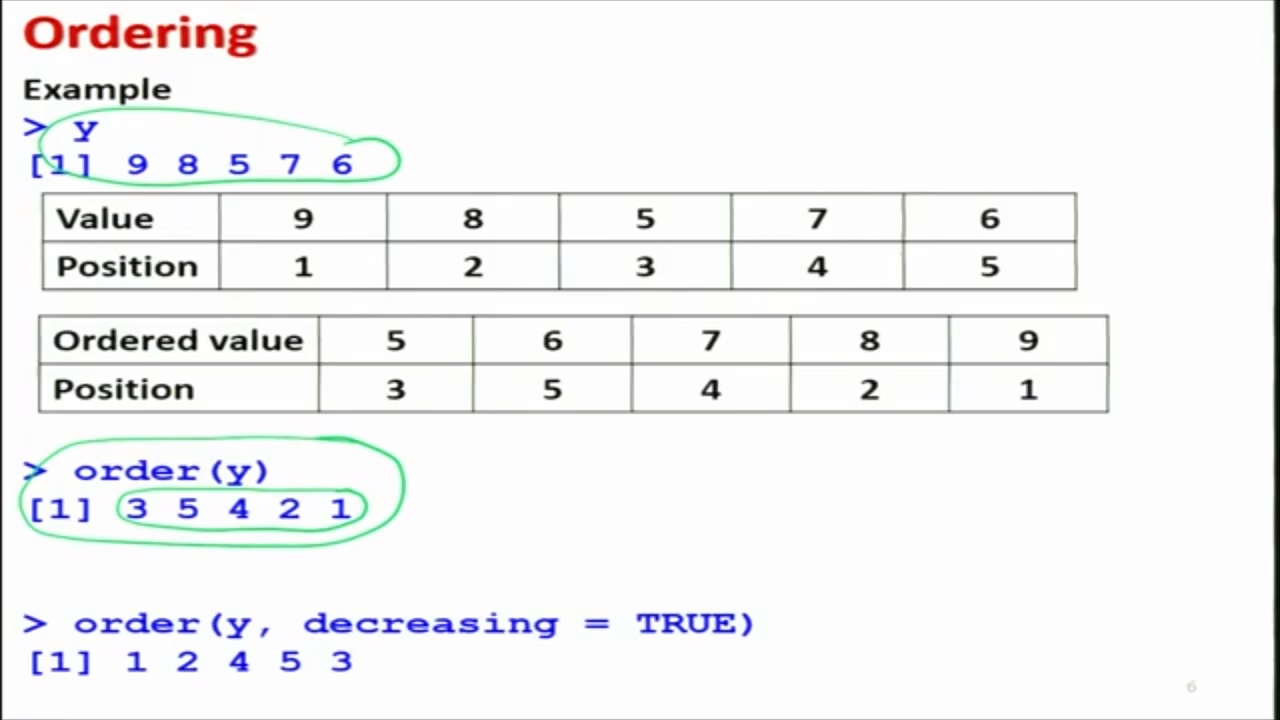 Ordering
Example
> y
[1] 9 8 5 7 6
Value 9 8 5 7 6
Position 1 2 3 4 5
Ordered value 5 6 7 8 9
Position 3 5 4 2 1
> order(y)
[1] 3 5 4 2 1
> order(y, decreasing = TRUE)
[1] 1 2 4 5 3
6